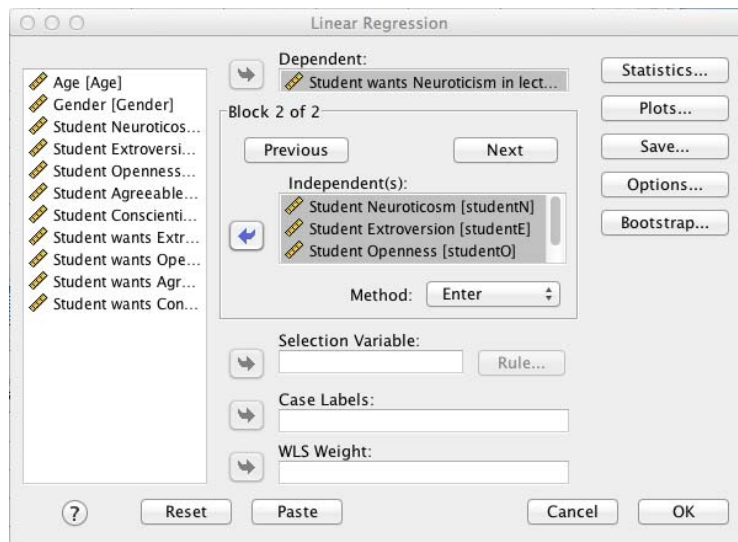 Linear Regression
Age [Age]
Gender [Gender]
Student Neuroticos...
Student Extroversi...
Student Openness...
Student Agreeable...
Student Conscienti...
Student wants Extr...
Student wants Ope...
Student wants Agr...
Student wants Con...
Dependent:
Student wants Neuroticism in lect...
Block 2 of 2
Previous
Next
Independent(s):
Student Neuroticosm [studentN]
Student Extroversion [studentE]
Student Openness [studentO]
Method: Enter
Selection Variable:
Rule...
Case Labels:
WLS Weight:
Statistics...
Plots...
Save...
Options...
Bootstrap...
?
Reset
Paste
Cancel
OK